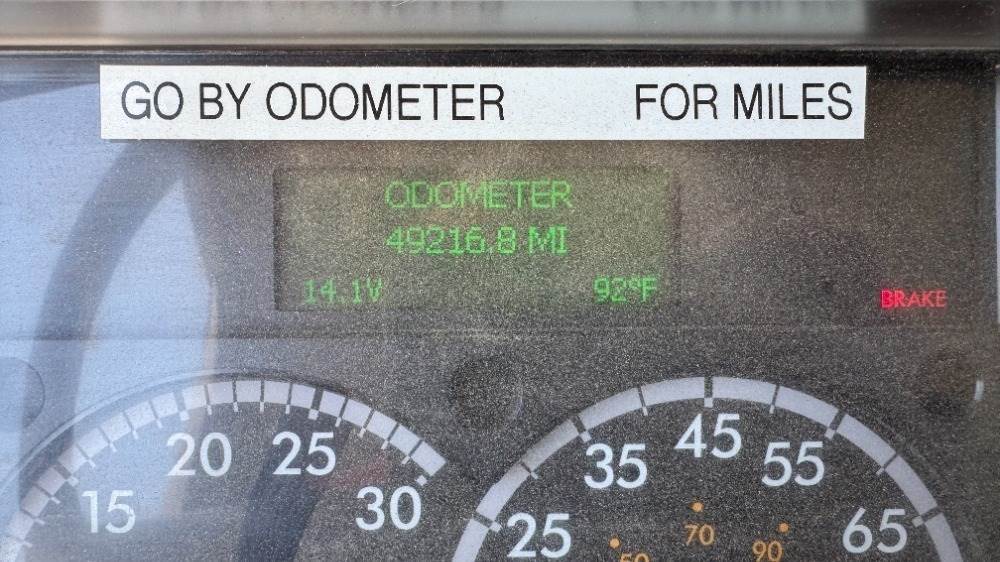 GO BY ODOMETER FOR MILES
ODOMETER
49216.8 MI
14.1V 92°F
BRAKE
15 20 25 30
25 35 45 55 65
50 70 90